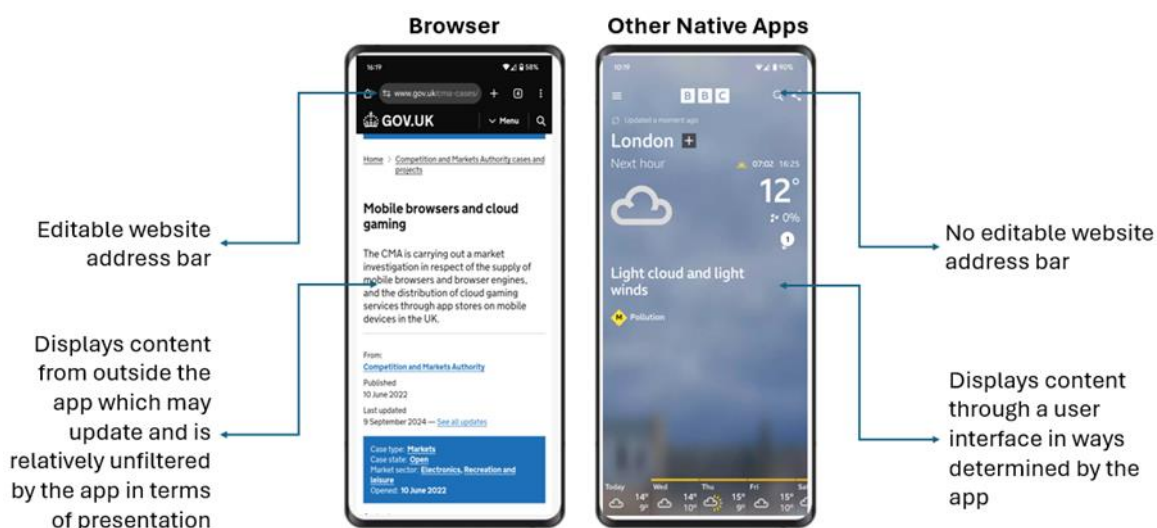 Browser
Other Native Apps
Editable website
address bar
Displays content
from outside the
app which may
update and is
relatively unfiltered
by the app in terms
of presentation
16:19
58%
www.gov.uk/cma-cases/
GOV.UK
Menu
Home > Competition and Markets Authority cases and
projects
Mobile browsers and cloud
gaming
The CMA is carrying out a market
investigation in respect of the supply of
mobile browsers and browser engines,
and the distribution of cloud gaming
services through app stores on mobile
devices in the UK.
From:
Competition and Markets Authority
Published
10 June 2022
Last updated
9 September 2024 — See all updates
Case type: Markets
Case state: Open
Market sector: Electronics, Recreation and
leisure
Opened: 10 June 2022
10:19
90%
BBC
Updated a moment ago
London
Next hour
07:02 16:25
12°
0%
1
Light cloud and light
winds
M Pollution
Today Wed Thu Fri Sat
14° 14° 15° 15°
9° 10° 9° 10°
No editable website
address bar
Displays content
through a user
interface in ways
determined by the
app